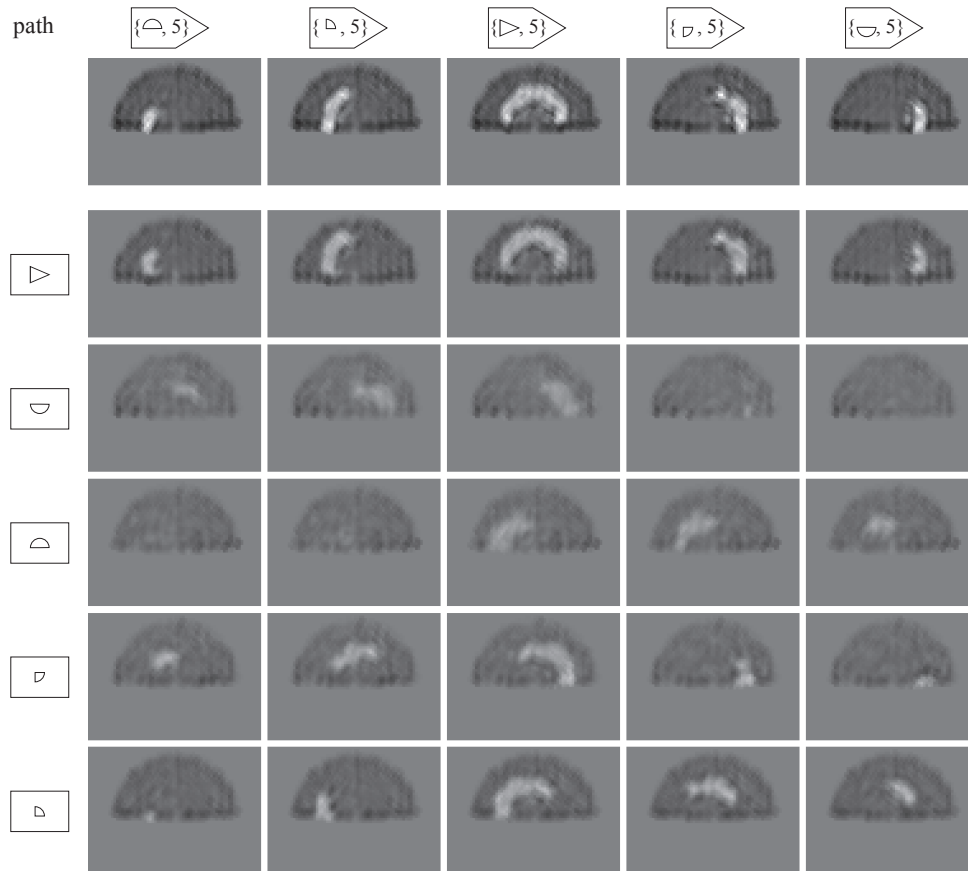 path {⌓, 5} {◔, 5} {▷, 5} {◞, 5} {◡, 5}